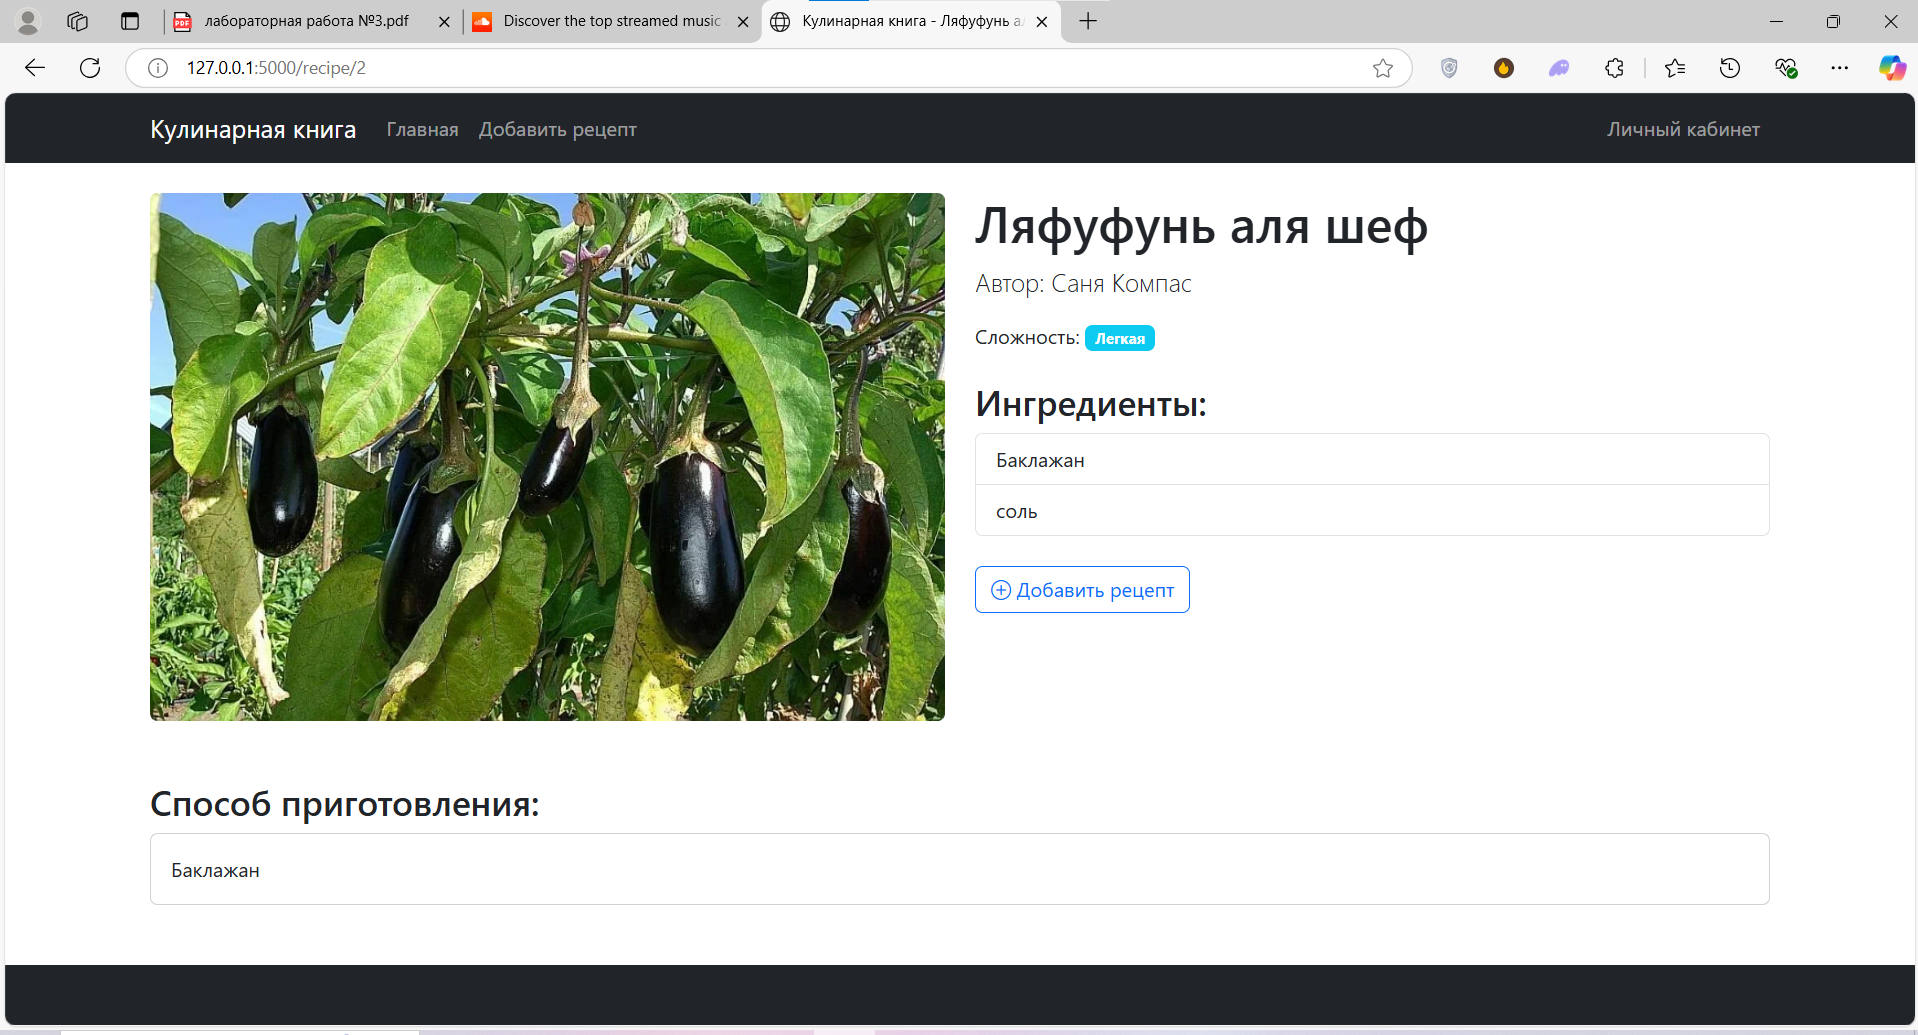 лабораторная работа №3.pdf
Discover the top streamed music
Кулинарная книга - Ляфуфунь а
127.0.0.1:5000/recipe/2
Кулинарная книга
Главная
Добавить рецепт
Личный кабинет
Ляфуфунь аля шеф
Автор: Саня Компас
Сложность: Легкая
Ингредиенты:
Баклажан
соль
Добавить рецепт
Способ приготовления:
Баклажан